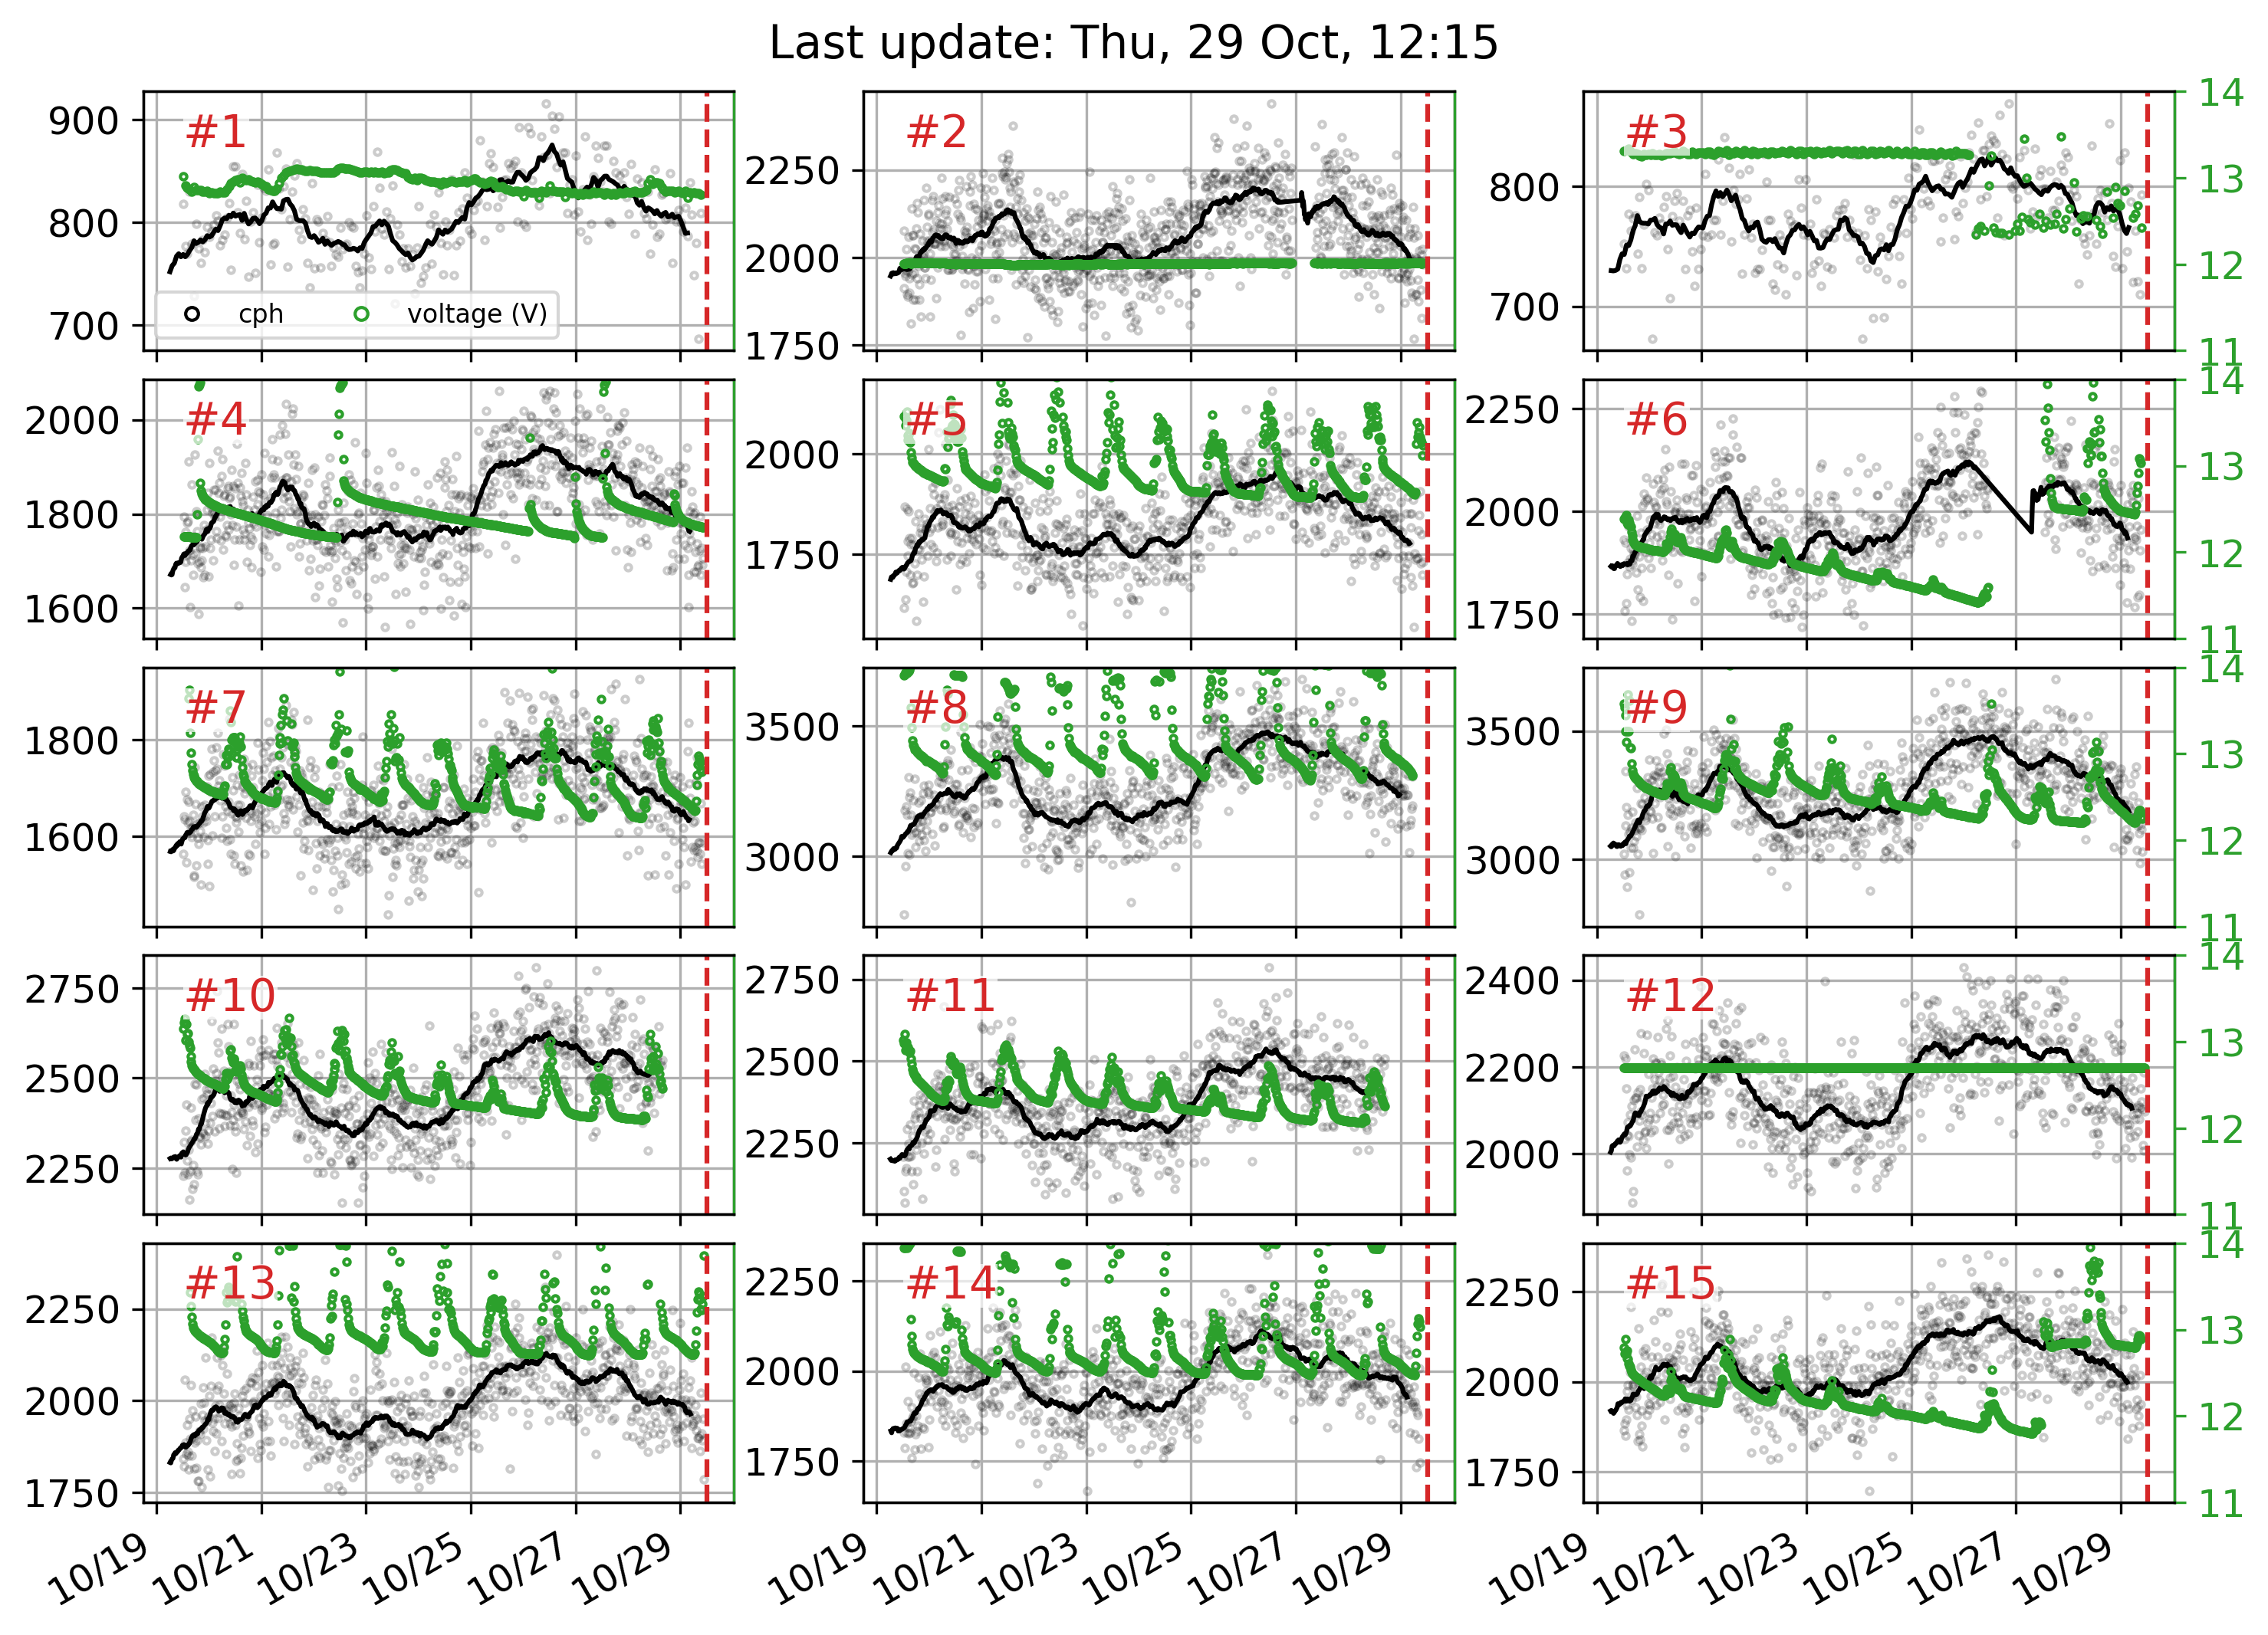 Last update: Thu, 29 Oct, 12:15
900 800 700 #1 cph voltage (V)
2250 2000 1750 #2
800 700 #3 14 13 12 11
2000 1800 1600 #4
2000 1750 #5
2250 2000 1750 #6 14 13 12 11
1800 1600 #7
3500 3000 #8
3500 3000 #9 14 13 12 11
2750 2500 2250 #10
2750 2500 2250 #11
2400 2200 2000 #12 14 13 12 11
2250 2000 1750 #13
2250 2000 1750 #14
2250 2000 1750 #15 14 13 12 11
10/19 10/21 10/23 10/25 10/27 10/29
10/19 10/21 10/23 10/25 10/27 10/29
10/19 10/21 10/23 10/25 10/27 10/29